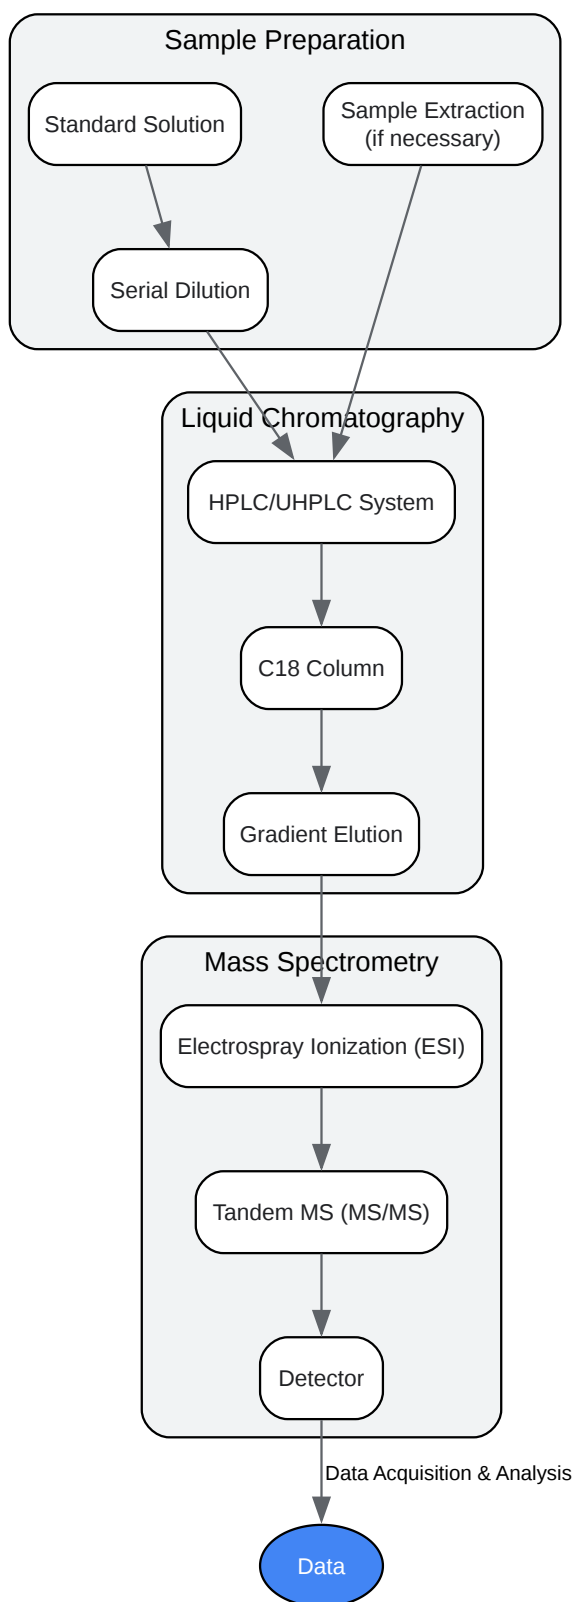 Sample Preparation
Standard Solution
Sample Extraction
(if necessary)
Serial Dilution
Liquid Chromatography
HPLC/UHPLC System
C18 Column
Gradient Elution
Mass Spectrometry
Electrospray Ionization (ESI)
Tandem MS (MS/MS)
Detector
Data Acquisition & Analysis
Data